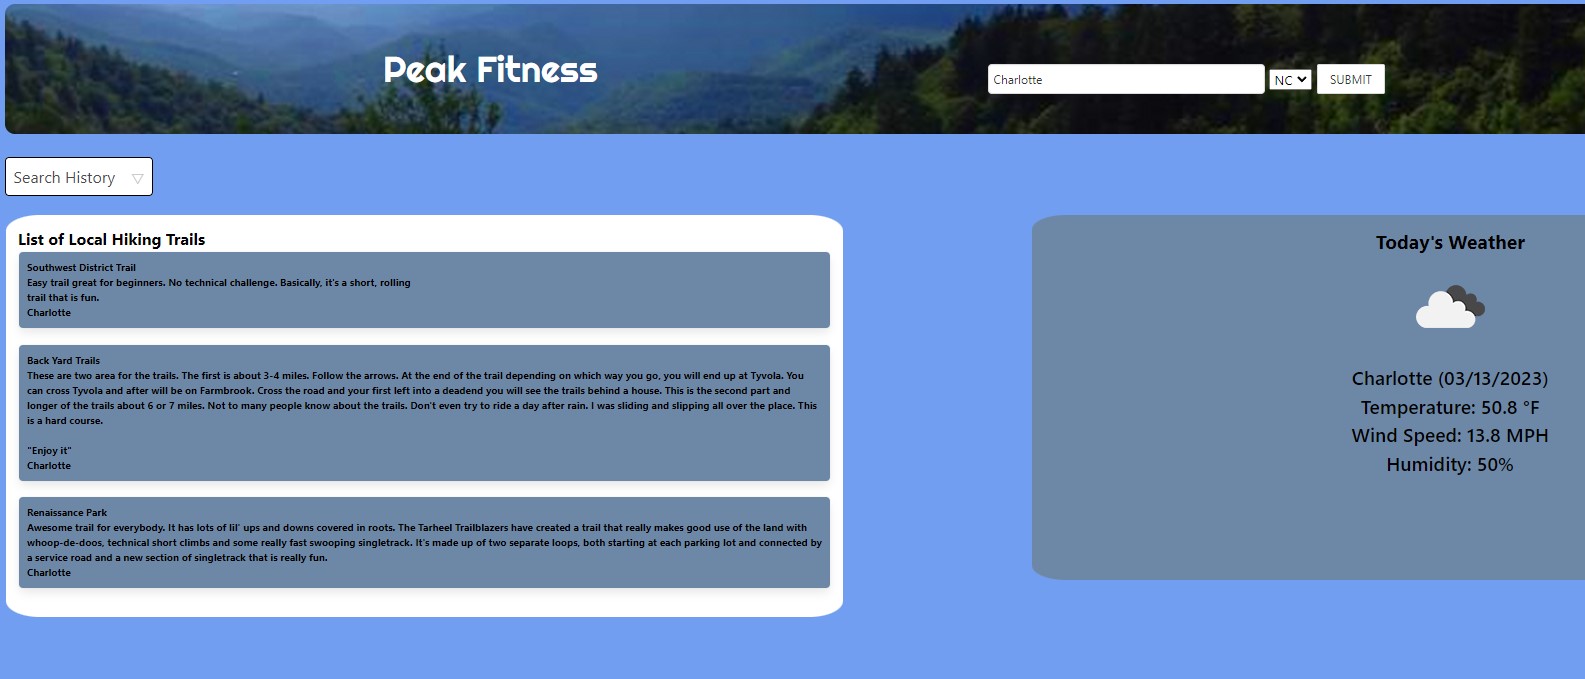 Peak Fitness
Charlotte
NC
SUBMIT
Search History
List of Local Hiking Trails
Southwest District Trail
Easy trail great for beginners. No technical challenge. Basically, it's a short, rolling
trail that is fun.
Charlotte
Back Yard Trails
These are two area for the trails. The first is about 3-4 miles. Follow the arrows. At the end of the trail depending on which way you go, you will end up at Tyvola. You
can cross Tyvola and after will be on Farmbrook. Cross the road and your first left into a deadend you will see the trails behind a house. This is the second part and
longer of the trails about 6 or 7 miles. Not to many people know about the trails. Don't even try to ride a day after rain. I was sliding and slipping all over the place. This
is a hard course.
"Enjoy it"
Charlotte
Renaissance Park
Awesome trail for everybody. It has lots of lil' ups and downs covered in roots. The Tarheel Trailblazers have created a trail that really makes good use of the land with
whoop-de-doos, technical short climbs and some really fast swooping singletrack. It's made up of two separate loops, both starting at each parking lot and connected by
a service road and a new section of singletrack that is really fun.
Charlotte
Today's Weather
Charlotte (03/13/2023)
Temperature: 50.8 °F
Wind Speed: 13.8 MPH
Humidity: 50%